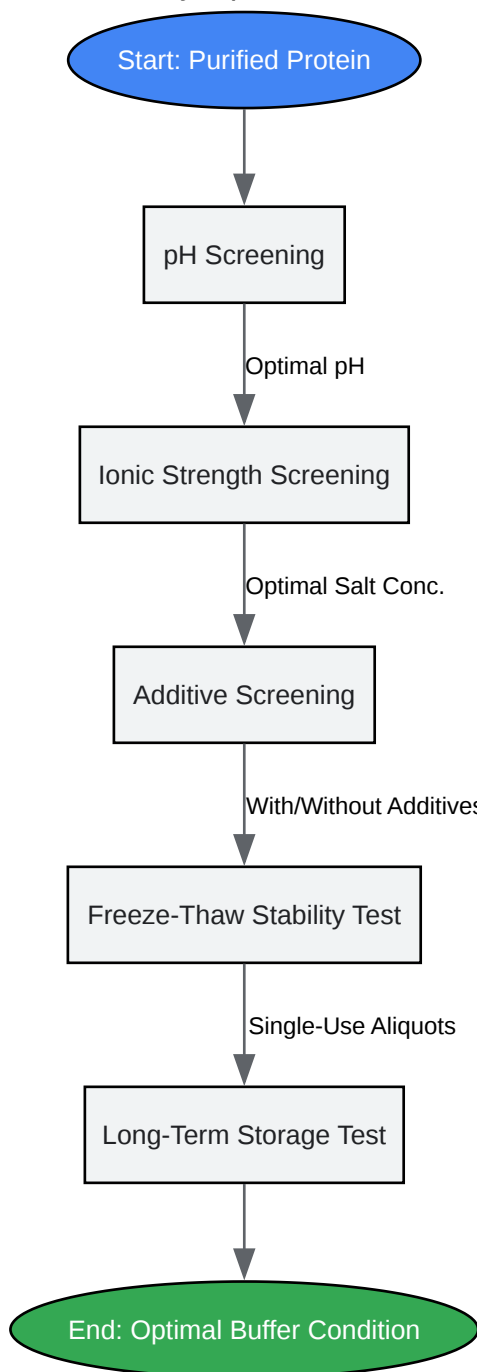 Start: Purified Protein
pH Screening
Optimal pH
Ionic Strength Screening
Optimal Salt Conc.
Additive Screening
With/Without Additives
Freeze-Thaw Stability Test
Single-Use Aliquots
Long-Term Storage Test
End: Optimal Buffer Condition